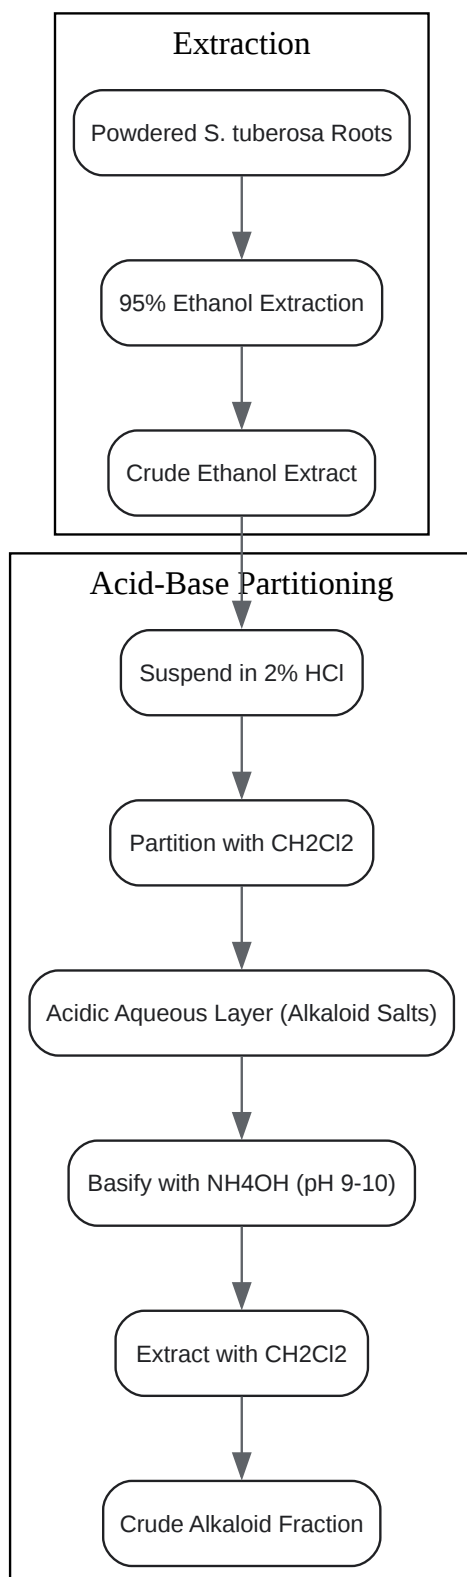 Extraction
Powdered S. tuberosa Roots
95% Ethanol Extraction
Crude Ethanol Extract
Acid-Base Partitioning
Suspend in 2% HCl
Partition with CH2Cl2
Acidic Aqueous Layer (Alkaloid Salts)
Basify with NH4OH (pH 9-10)
Extract with CH2Cl2
Crude Alkaloid Fraction